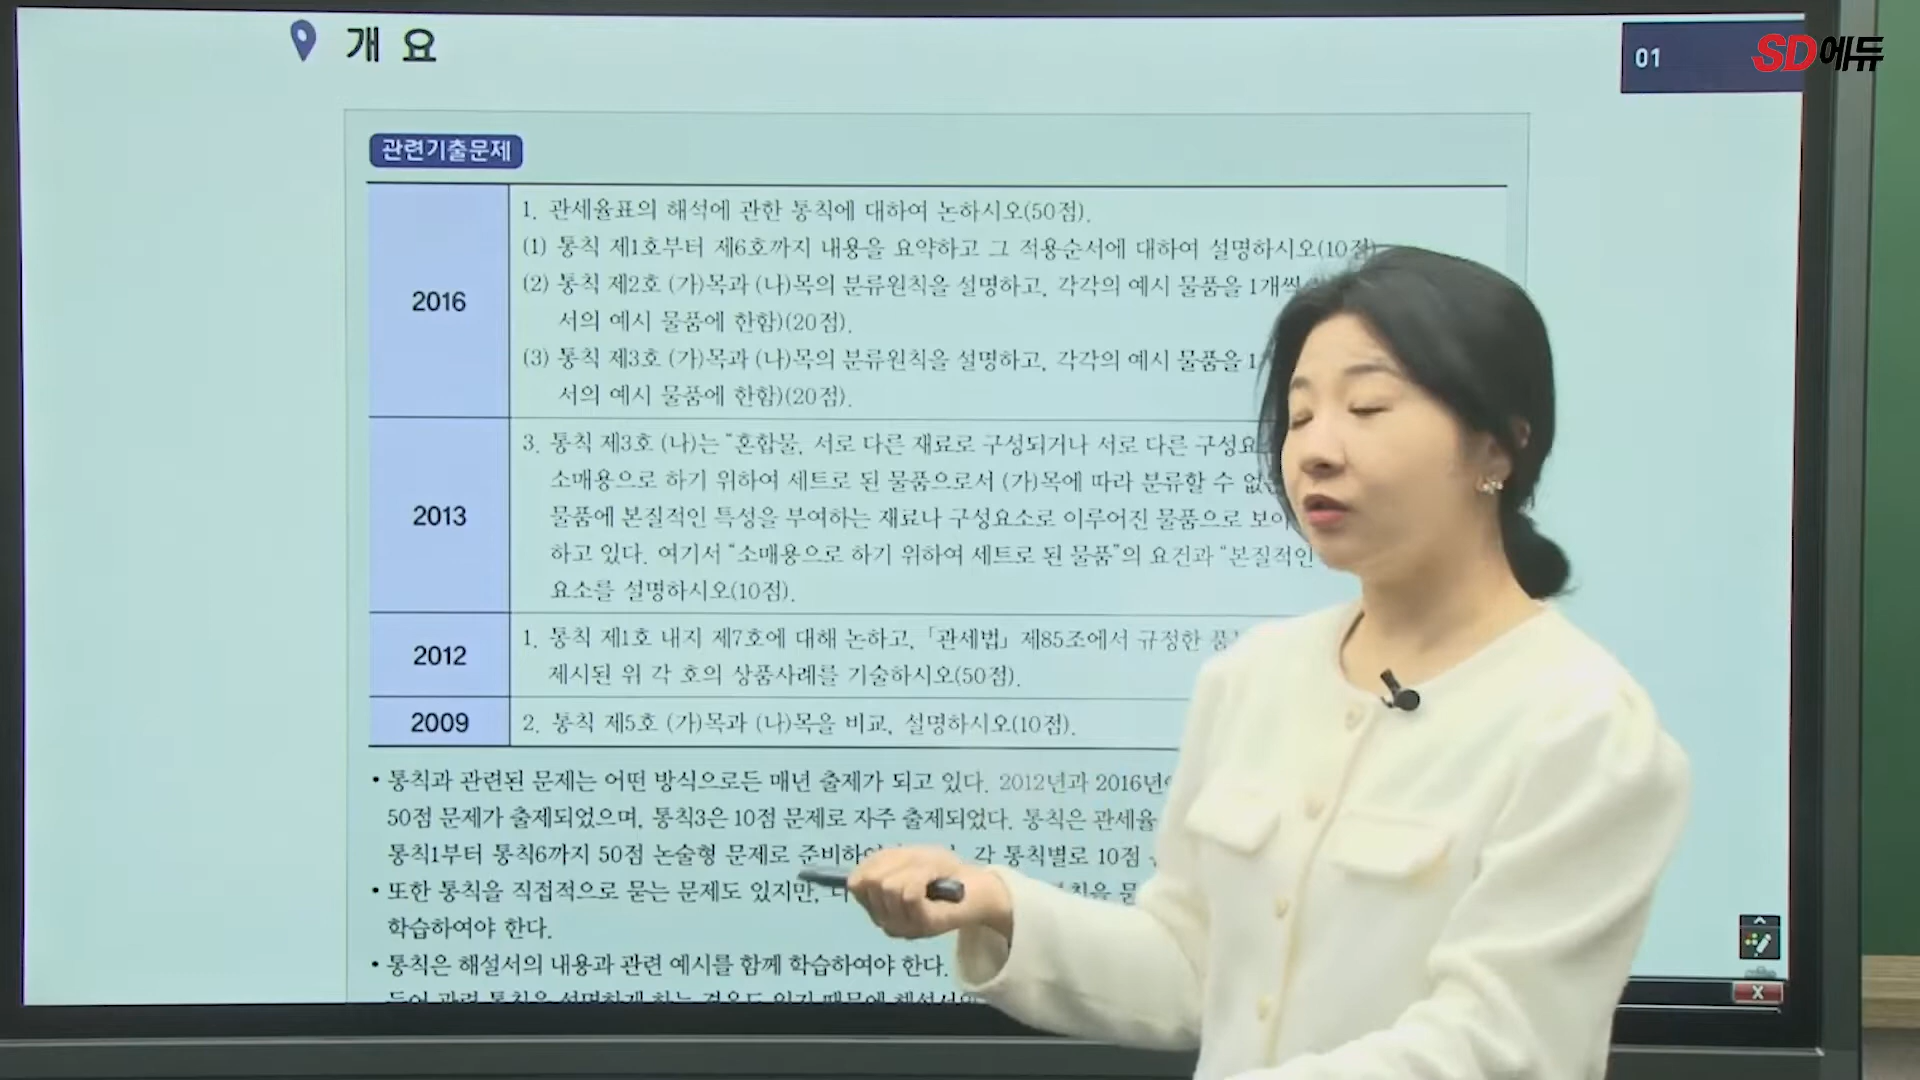 개 요
01
SD에듀
관련기출문제
2016
1. 관세율표의 해석에 관한 통칙에 대하여 논하시오(50점).
(1) 통칙 제1호부터 제6호까지 내용을 요약하고 그 적용순서에 대하여 설명하시오(10점)
(2) 통칙 제2호 (가)목과 (나)목의 분류원칙을 설명하고, 각각의 예시 물품을 1개씩
서의 예시 물품에 한함)(20점).
(3) 통칙 제3호 (가)목과 (나)목의 분류원칙을 설명하고, 각각의 예시 물품을 1
서의 예시 물품에 한함)(20점).
2013
3. 통칙 제3호 (나)는 "혼합물, 서로 다른 재료로 구성되거나 서로 다른 구성요
소매용으로 하기 위하여 세트로 된 물품으로서 (가)목에 따라 분류할 수 없는
물품에 본질적인 특성을 부여하는 재료나 구성요소로 이루어진 물품으로 보아
하고 있다. 여기서 "소매용으로 하기 위하여 세트로 된 물품"의 요건과 "본질적인
요소를 설명하시오(10점).
2012
1. 통칙 제1호 내지 제7호에 대해 논하고, 「관세법」 제85조에서 규정한
제시된 위 각 호의 상품사례를 기술하시오(50점).
2009
2. 통칙 제5호 (가)목과 (나)목을 비교, 설명하시오(10점).
• 통칙과 관련된 문제는 어떤 방식으로든 매년 출제가 되고 있다. 2012년과 2016년
50점 문제가 출제되었으며, 통칙3은 10점 문제로 자주 출제되었다. 통칙은 관세율
통칙1부터 통칙6까지 50점 논술형 문제로 준비하여 각 통칙별로 10점
• 또한 통칙을 직접적으로 묻는 문제도 있지만,
학습하여야 한다.
• 통칙은 해설서의 내용과 관련 예시를 함께 학습하여야 한다.
X